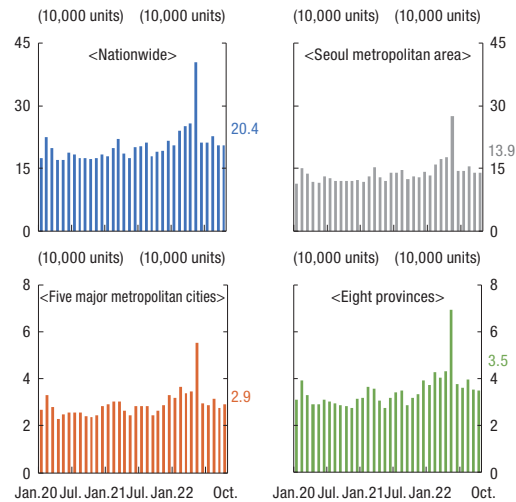 (10,000 units) (10,000 units) (10,000 units) (10,000 units)
45 45
<Nationwide> <Seoul metropolitan area>
30 30
20.4 13.9
15 15
0 0
(10,000 units) (10,000 units) (10,000 units) (10,000 units)
8 8
<Five major metropolitan cities> <Eight provinces>
6 6
3.5
4 4
2.9
2 2
0 0
Jan.20 Jul. Jan.21 Jul. Jan.22 Oct. Jan.20 Jul. Jan.21 Jul. Jan.22 Oct.